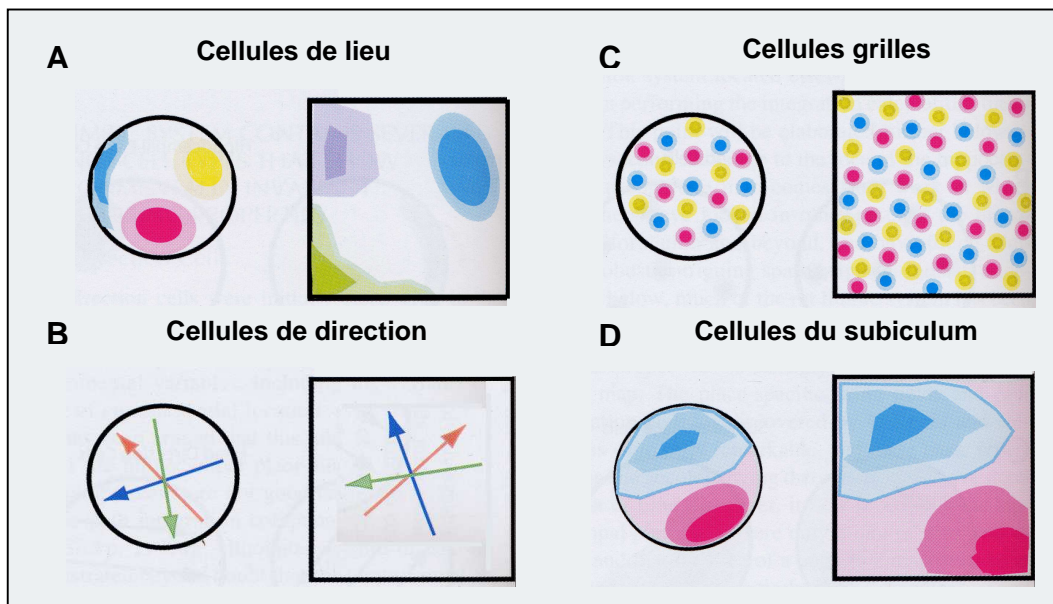 A
Cellules de lieu
C
Cellules grilles
B
Cellules de direction
D
Cellules du subiculum